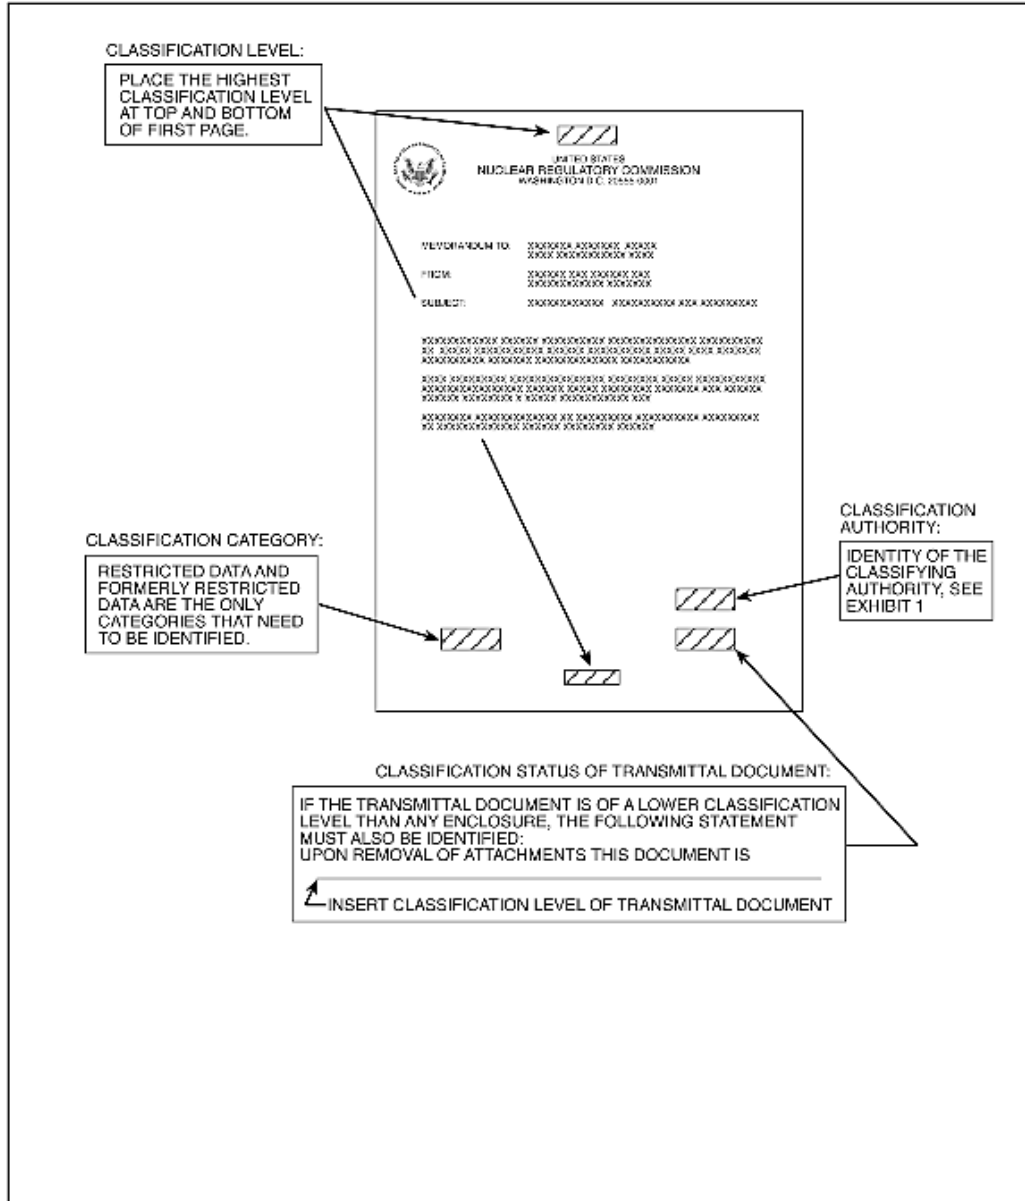 CLASSIFICATION LEVEL:
PLACE THE HIGHEST
CLASSIFICATION LEVEL
AT TOP AND BOTTOM
OF FIRST PAGE.
UNITED STATES
NUCLEAR REGULATORY COMMISSION
WASHINGTON D.C. 20555-0001
MEMORANDUM TO:
FROM:
SUBJECT:
CLASSIFICATION CATEGORY:
RESTRICTED DATA AND
FORMERLY RESTRICTED
DATA ARE THE ONLY
CATEGORIES THAT NEED
TO BE IDENTIFIED.
CLASSIFICATION
AUTHORITY:
IDENTITY OF THE
CLASSIFYING
AUTHORITY, SEE
EXHIBIT 1
CLASSIFICATION STATUS OF TRANSMITTAL DOCUMENT:
IF THE TRANSMITTAL DOCUMENT IS OF A LOWER CLASSIFICATION
LEVEL THAN ANY ENCLOSURE, THE FOLLOWING STATEMENT
MUST ALSO BE IDENTIFIED:
UPON REMOVAL OF ATTACHMENTS THIS DOCUMENT IS
INSERT CLASSIFICATION LEVEL OF TRANSMITTAL DOCUMENT